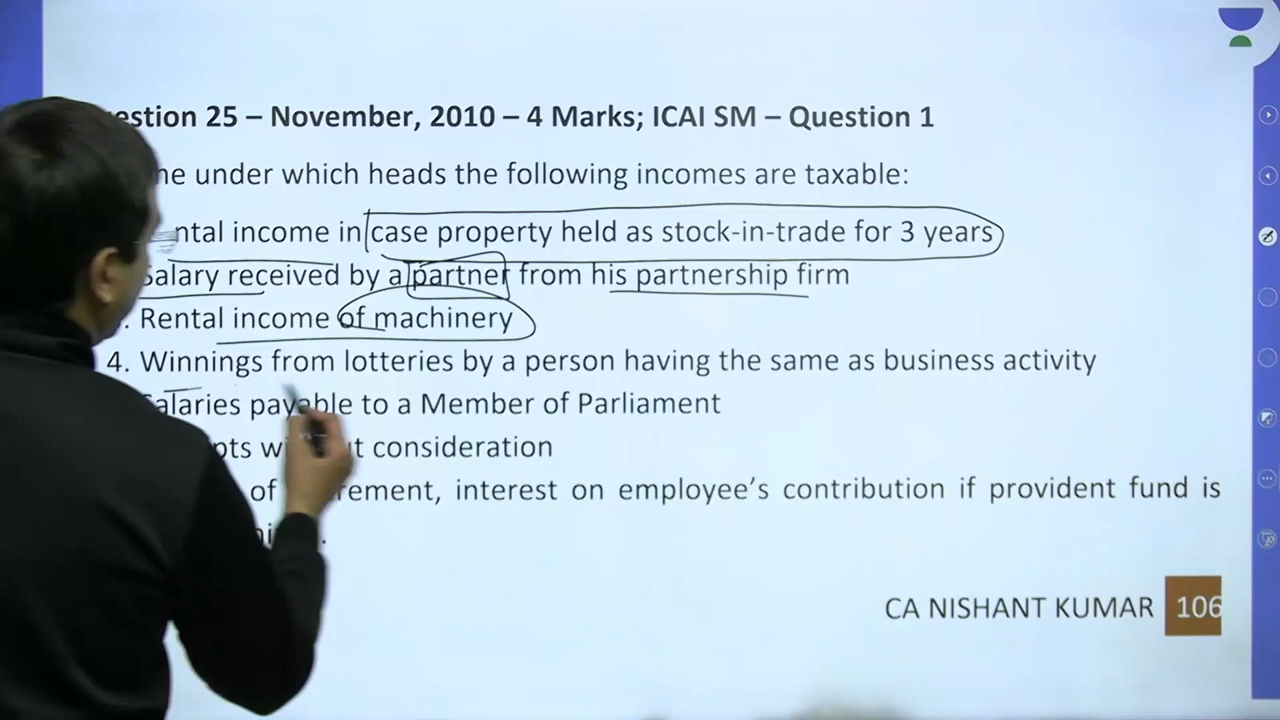 estion 25 – November, 2010 – 4 Marks; ICAI SM – Question 1
under which heads the following incomes are taxable:
ntal income in case property held as stock-in-trade for 3 years
Salary received by a partner from his partnership firm
. Rental income of machinery
4. Winnings from lotteries by a person having the same as business activity
Salaries payable to a Member of Parliament
consideration
of interest on employee’s contribution if provident fund is
CA NISHANT KUMAR 106